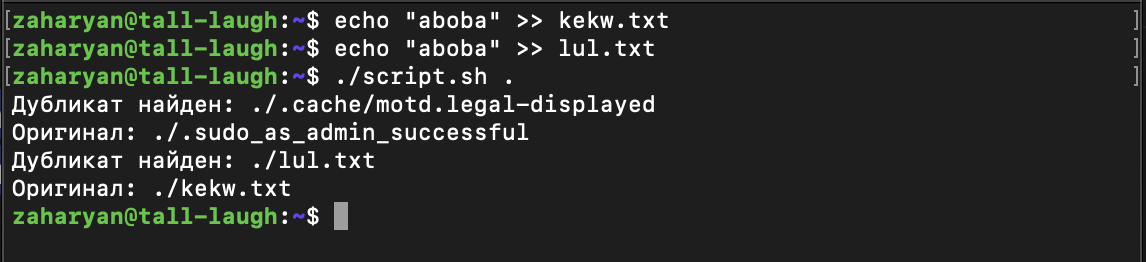 [zaharyan@tall-laugh:~$ echo "aboba" >> kekw.txt ]
[zaharyan@tall-laugh:~$ echo "aboba" >> lul.txt ]
[zaharyan@tall-laugh:~$ ./script.sh . ]
Дубликат найден: ./.cache/motd.legal-displayed
Оригинал: ./.sudo_as_admin_successful
Дубликат найден: ./lul.txt
Оригинал: ./kekw.txt
zaharyan@tall-laugh:~$